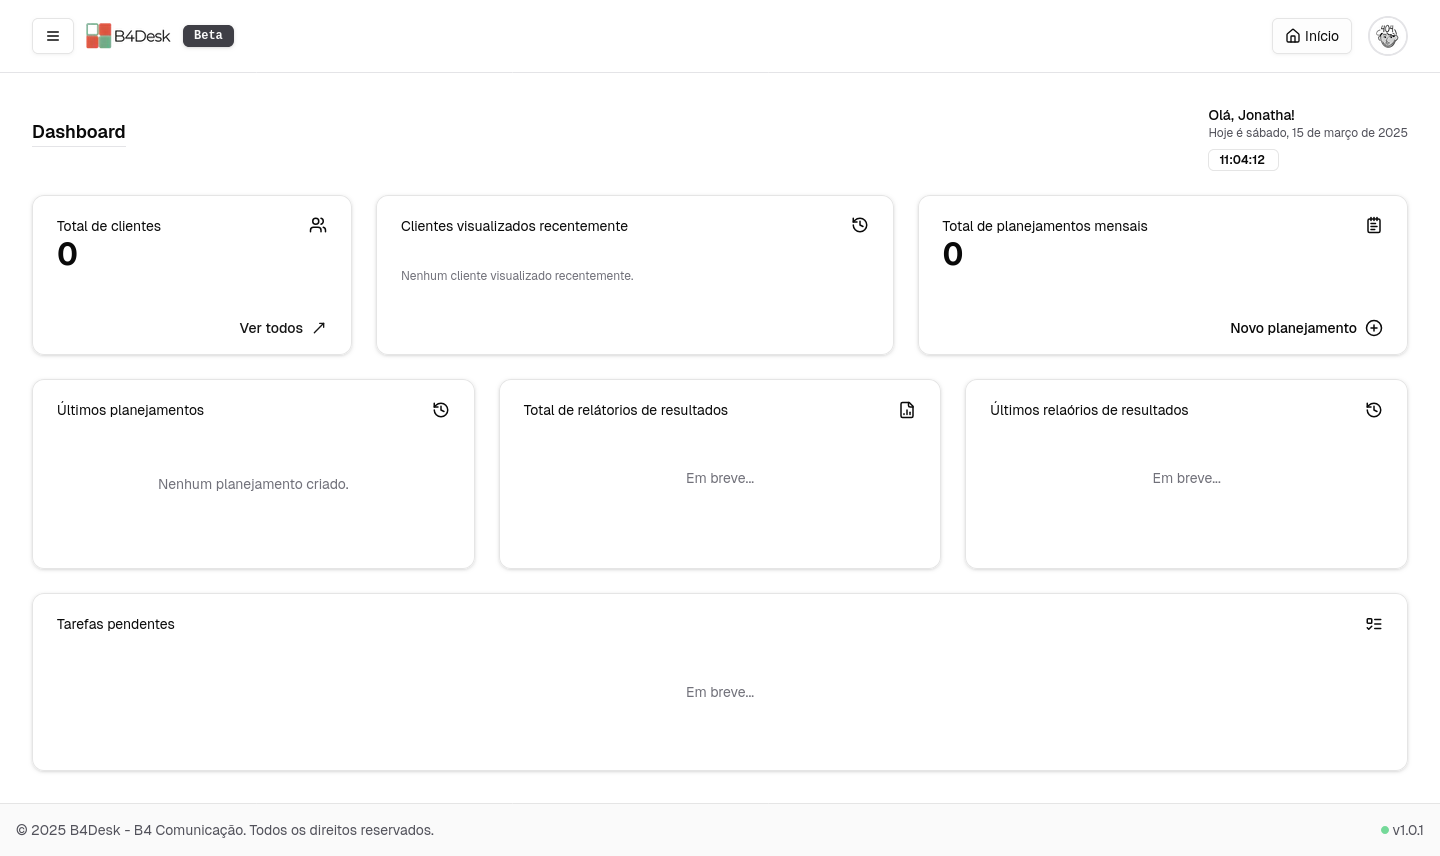 B4Desk
Beta
Início
404
Dashboard
Olá, Jonatha!
Hoje é sábado, 15 de março de 2025
11:04:12
Total de clientes
0
Ver todos
Clientes visualizados recentemente
Nenhum cliente visualizado recentemente.
Total de planejamentos mensais
0
Novo planejamento
Últimos planejamentos
Nenhum planejamento criado.
Total de relátorios de resultados
Em breve...
Últimos relaórios de resultados
Em breve...
Tarefas pendentes
Em breve...
© 2025 B4Desk - B4 Comunicação. Todos os direitos reservados.
v1.0.1